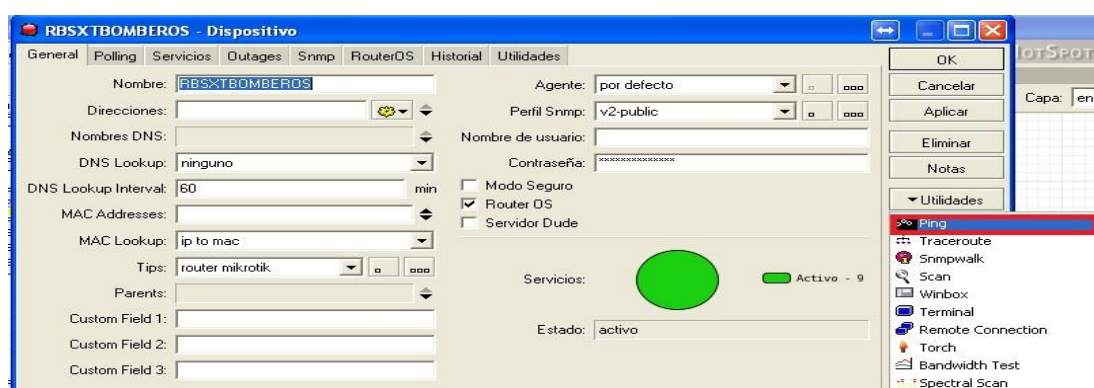 RBSXTBOMBEROS - Dispositivo
General Polling Servicios Outages Snmp RouterOS Historial Utilidades
Nombre: RBSXTBOMBEROS
Direcciones:
Nombres DNS:
DNS Lookup: ninguno
DNS Lookup Interval: 60 min
MAC Addresses:
MAC Lookup: ip to mac
Tips: router mikrotik
Parents:
Custom Field 1:
Custom Field 2:
Custom Field 3:
Agente: por defecto
Perfil Snmp: v2-public
Nombre de usuario:
Contraseña: **************
Modo Seguro
Router OS
Servidor Dude
Servicios: Activo - 9
Estado: activo
OK
Cancelar
Aplicar
Eliminar
Notas
Utilidades
Ping
Traceroute
Snmpwalk
Scan
Winbox
Terminal
Remote Connection
Torch
Bandwidth Test
Spectral Scan
Capa: en